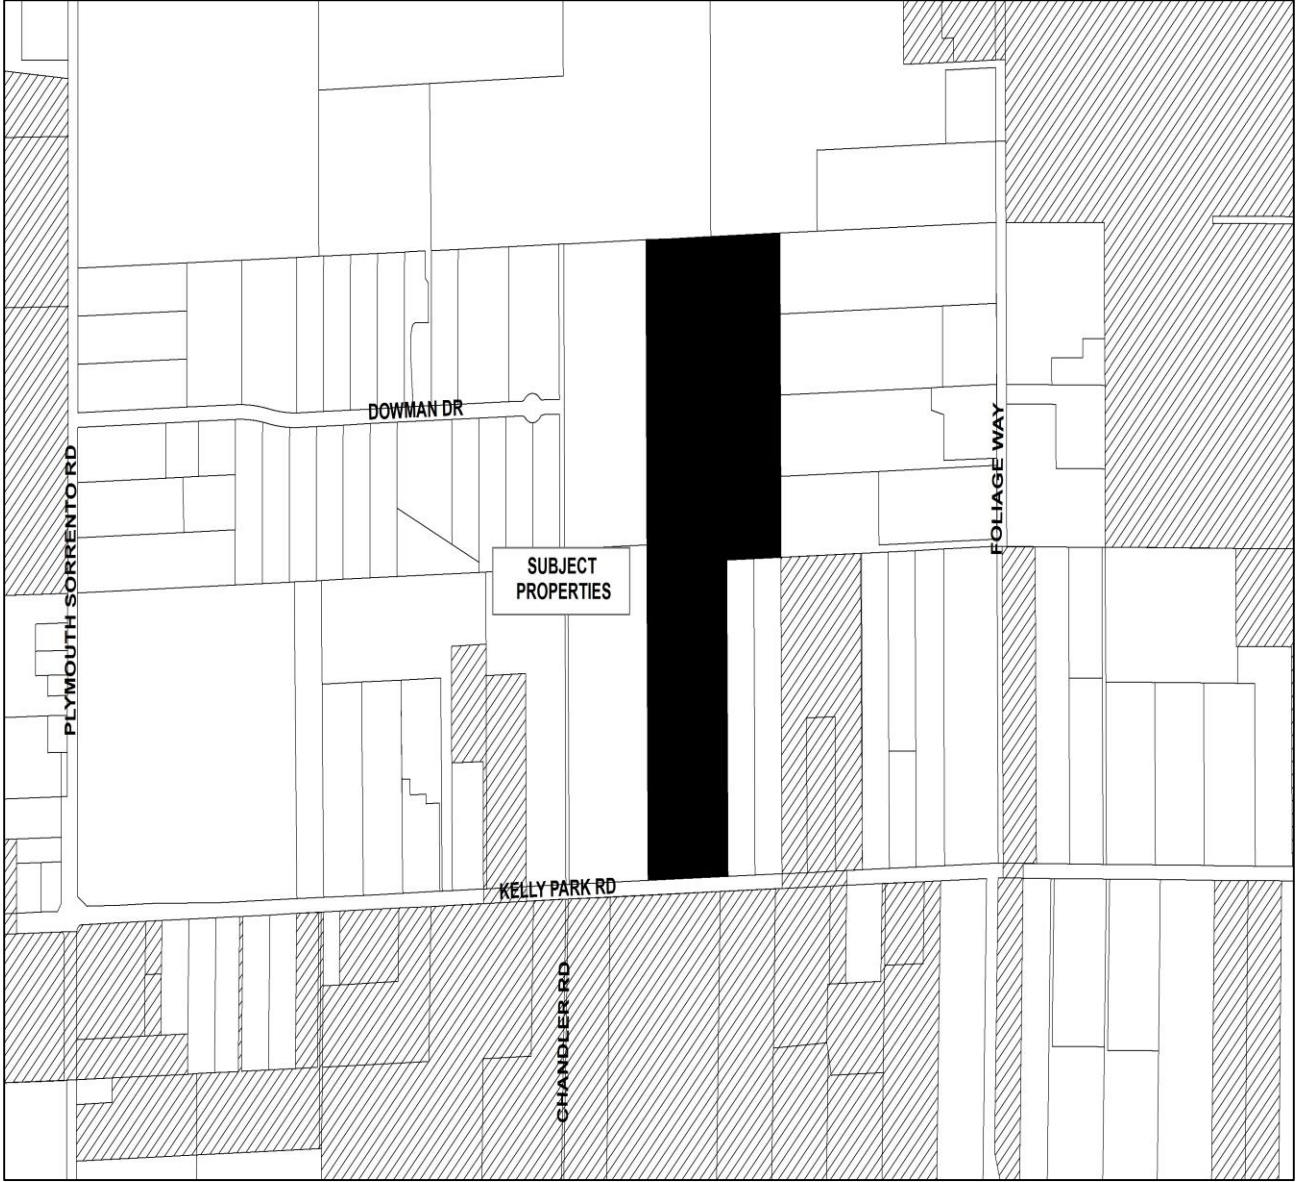 DOWMAN DR
PLYMOUTH SORRENTO RD
FOLIAGE WAY
SUBJECT
PROPERTIES
KELLY PARK RD
CHANDLER RD